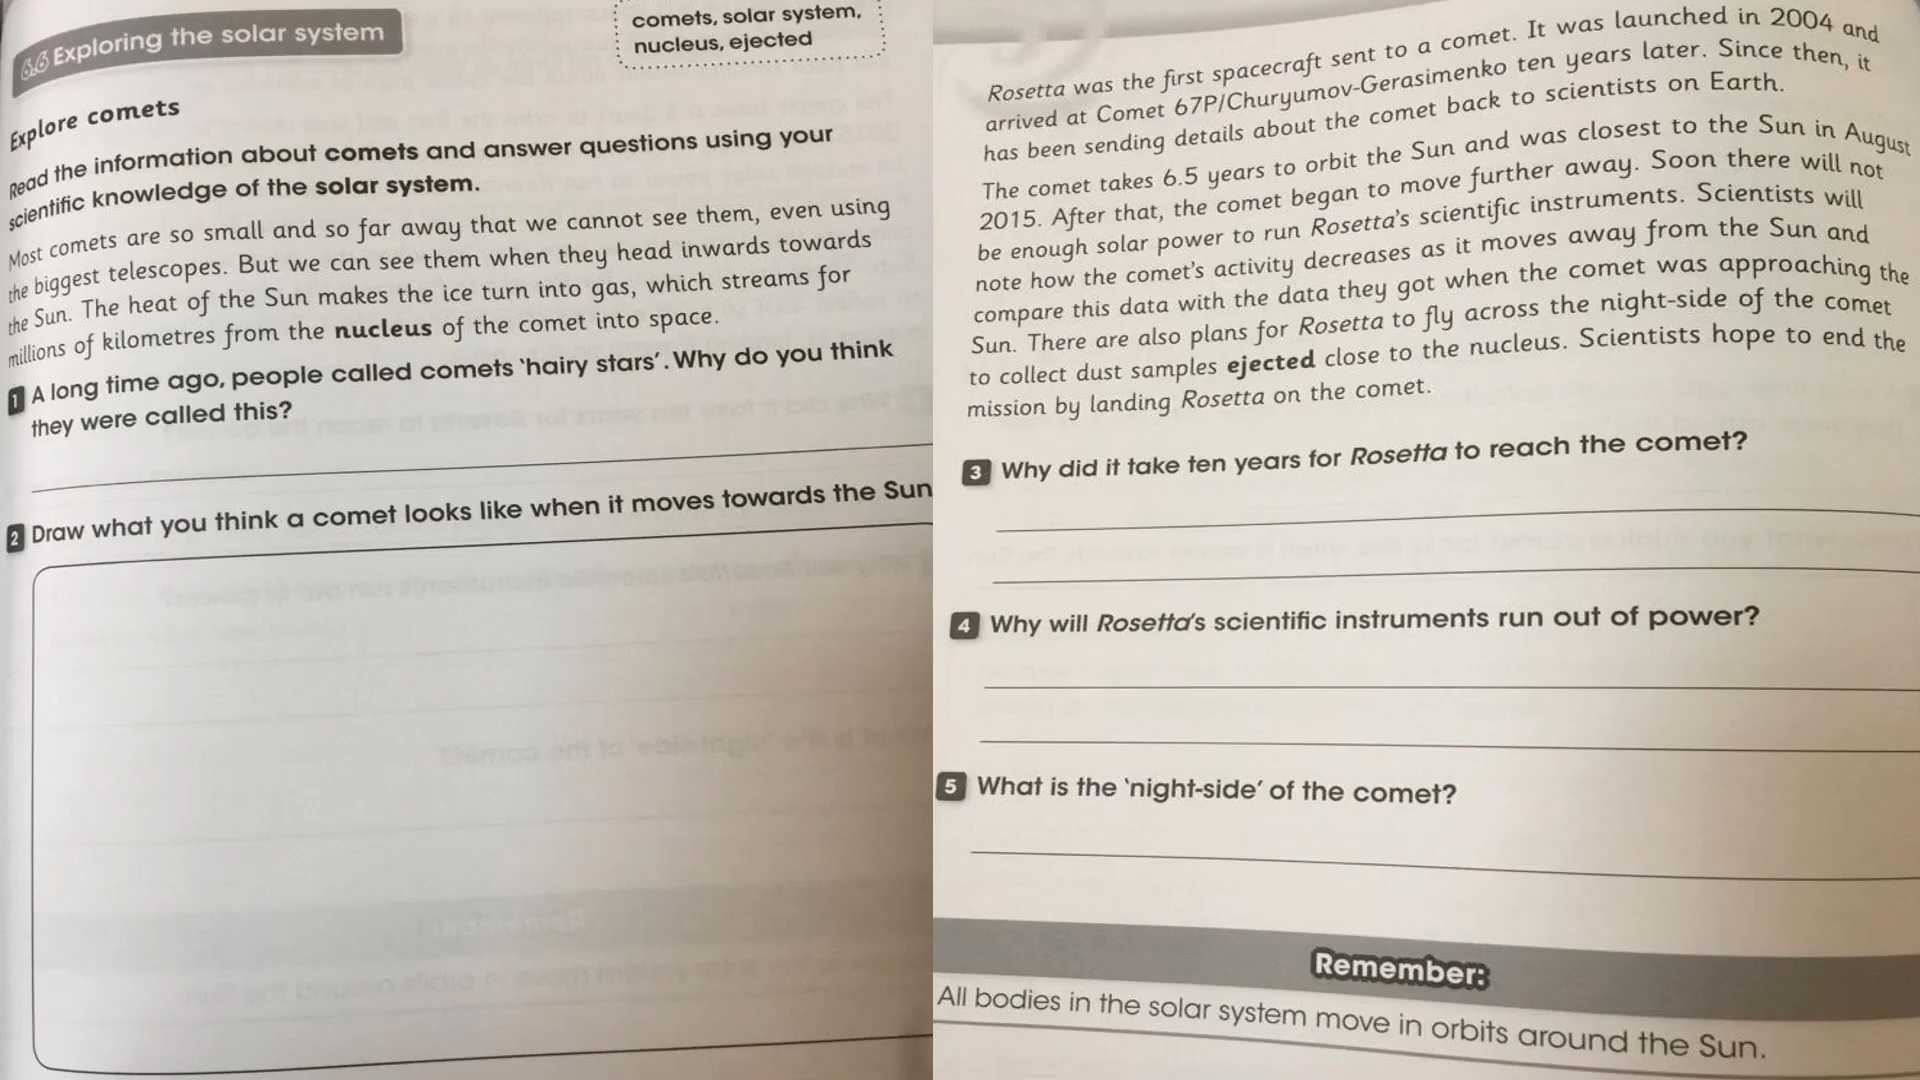 6.6 Exploring the solar system
comets, solar system,
nucleus, ejected
Explore comets
Read the information about comets and answer questions using your
scientific knowledge of the solar system.
Most comets are so small and so far away that we cannot see them, even using
the biggest telescopes. But we can see them when they head inwards towards
the Sun. The heat of the Sun makes the ice turn into gas, which streams for
millions of kilometres from the nucleus of the comet into space.
1 A long time ago, people called comets ‘hairy stars’. Why do you think
they were called this?
2 Draw what you think a comet looks like when it moves towards the Sun
Rosetta was the first spacecraft sent to a comet. It was launched in 2004 and
arrived at Comet 67P/Churyumov-Gerasimenko ten years later. Since then, it
has been sending details about the comet back to scientists on Earth.
The comet takes 6.5 years to orbit the Sun and was closest to the Sun in August
2015. After that, the comet began to move further away. Soon there will not
be enough solar power to run Rosetta’s scientific instruments. Scientists will
note how the comet’s activity decreases as it moves away from the Sun and
compare this data with the data they got when the comet was approaching the
Sun. There are also plans for Rosetta to fly across the night-side of the comet
to collect dust samples ejected close to the nucleus. Scientists hope to end the
mission by landing Rosetta on the comet.
3 Why did it take ten years for Rosetta to reach the comet?
4 Why will Rosetta’s scientific instruments run out of power?
5 What is the ‘night-side’ of the comet?
Remember:
All bodies in the solar system move in orbits around the Sun.